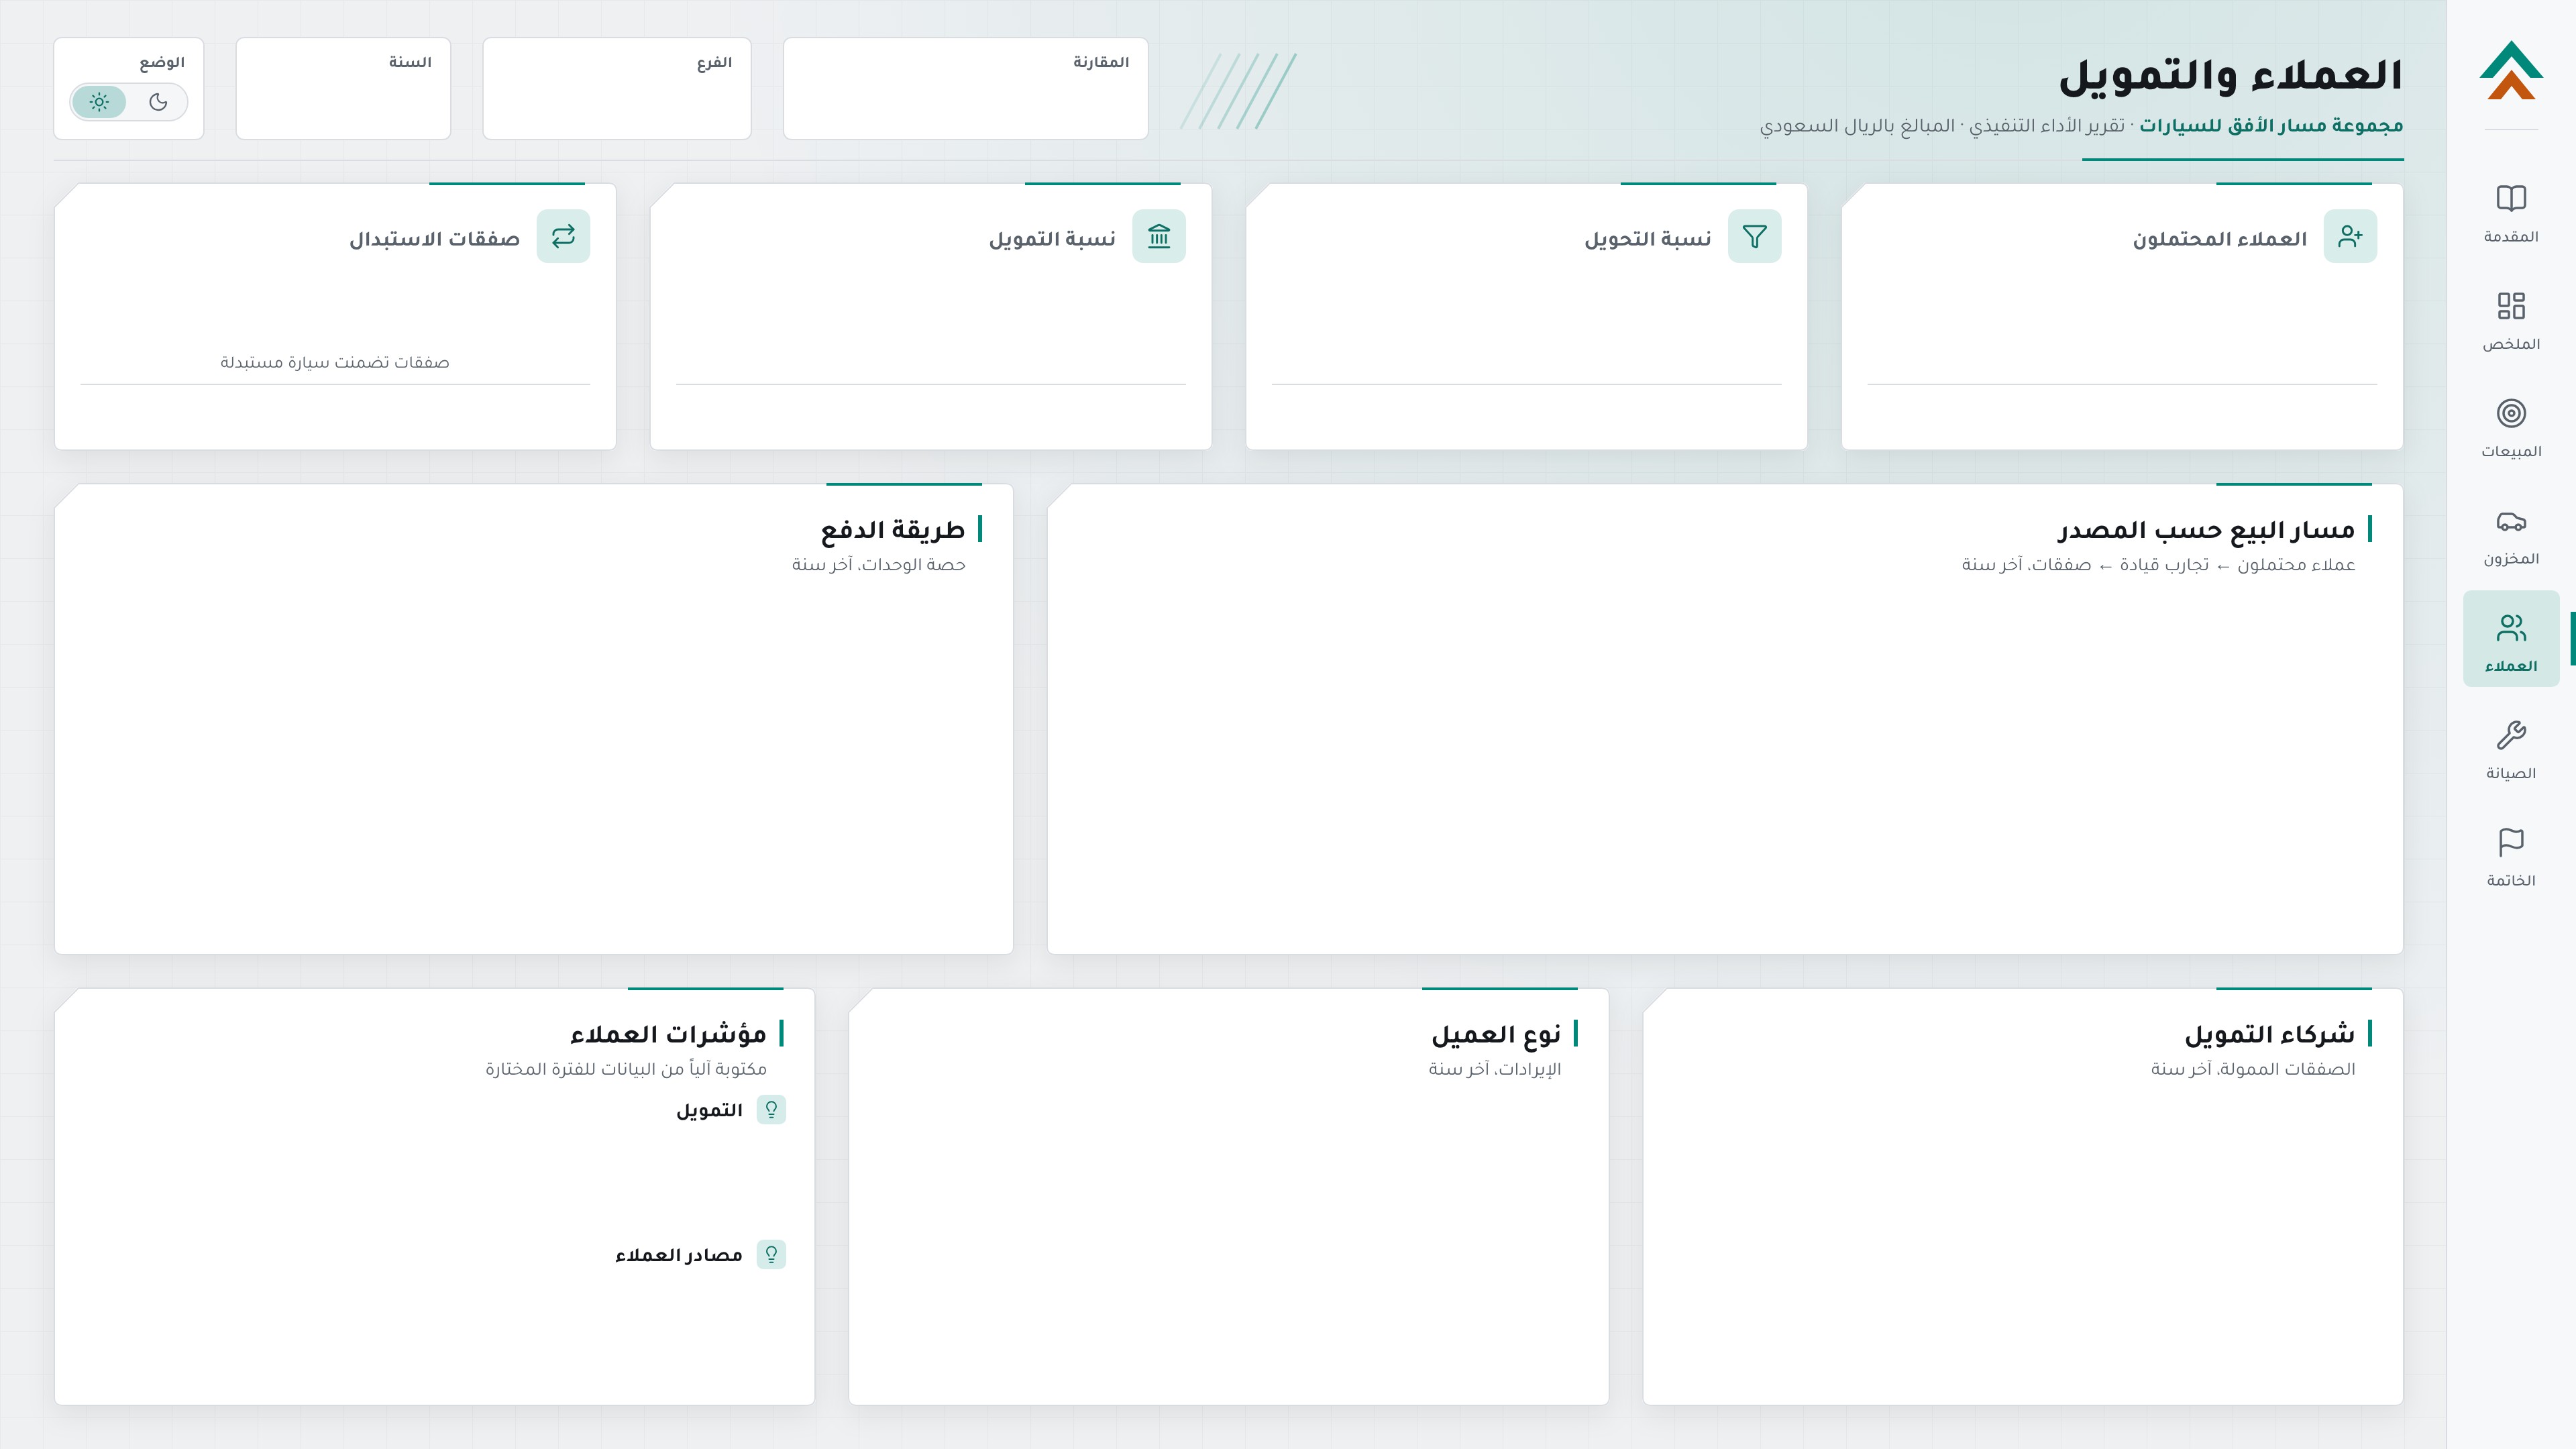 العملاء والتمويل
مجموعة مسار الأفق للسيارات · تقرير الأداء التنفيذي · المبالغ بالريال السعودي
المقارنة
الفرع
السنة
الوضع
المقدمة
الملخص
المبيعات
المخزون
العملاء
الصيانة
الخاتمة
العملاء المحتملون
نسبة التحويل
نسبة التمويل
صفقات الاستبدال
صفقات تضمنت سيارة مستبدلة
مسار البيع حسب المصدر
عملاء محتملون ← تجارب قيادة ← صفقات، آخر سنة
طريقة الدفع
حصة الوحدات، آخر سنة
شركاء التمويل
الصفقات الممولة، آخر سنة
نوع العميل
الإيرادات، آخر سنة
مؤشرات العملاء
مكتوبة آلياً من البيانات للفترة المختارة
التمويل
مصادر العملاء